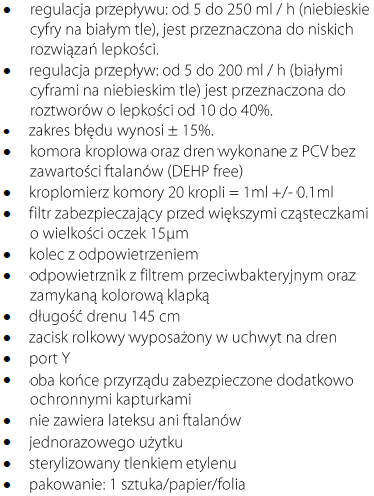 • regulacja przepływu: od 5 do 250 ml / h (niebieskie
cyfry na białym tle), jest przeznaczona do niskich
rozwiązań lepkości.
• regulacja przepływ: od 5 do 200 ml / h (białymi
cyframi na niebieskim tle) jest przeznaczona do
roztworów o lepkości od 10 do 40%.
• zakres błędu wynosi ± 15%.
• komora kroplowa oraz dren wykonane z PCV bez
zawartości ftalanów (DEHP free)
• kroplomierz komory 20 kropli = 1ml +/- 0.1ml
• filtr zabezpieczający przed większymi cząsteczkami
o wielkości oczek 15µm
• kolec z odpowietrzeniem
• odpowietrznik z filtrem przeciwbakteryjnym oraz
zamykaną kolorową klapką
• długość drenu 145 cm
• zacisk rolkowy wyposażony w uchwyt na dren
• port Y
• oba końce przyrządu zabezpieczone dodatkowo
ochronnymi kapturkami
• nie zawiera lateksu ani ftalanów
• jednorazowego użytku
• sterylizowany tlenkiem etylenu
• pakowanie: 1 sztuka/papier/folia